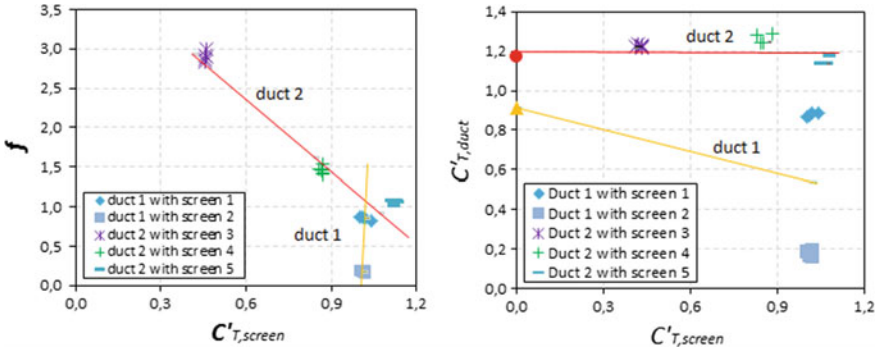 3,5
3,0
2,5
2,0
1,5
1,0
0,5
0,0
f
duct 2
duct 1
duct 1 with screen 1
duct 1 with screen 2
duct 2 with screen 3
duct 2 with screen 4
duct 2 with screen 5
0,0 0,3 0,6 0,9 1,2
C'T,screen
1,4
1,2
1,0
0,8
0,6
0,4
0,2
0,0
C'T,duct
duct 2
duct 1
Duct 1 with screen 1
Duct 1 with screen 2
Duct 2 with screen 3
Duct 2 with screen 4
Duct 2 with screen 5
0,0 0,3 0,6 0,9 1,2
C'T,screen